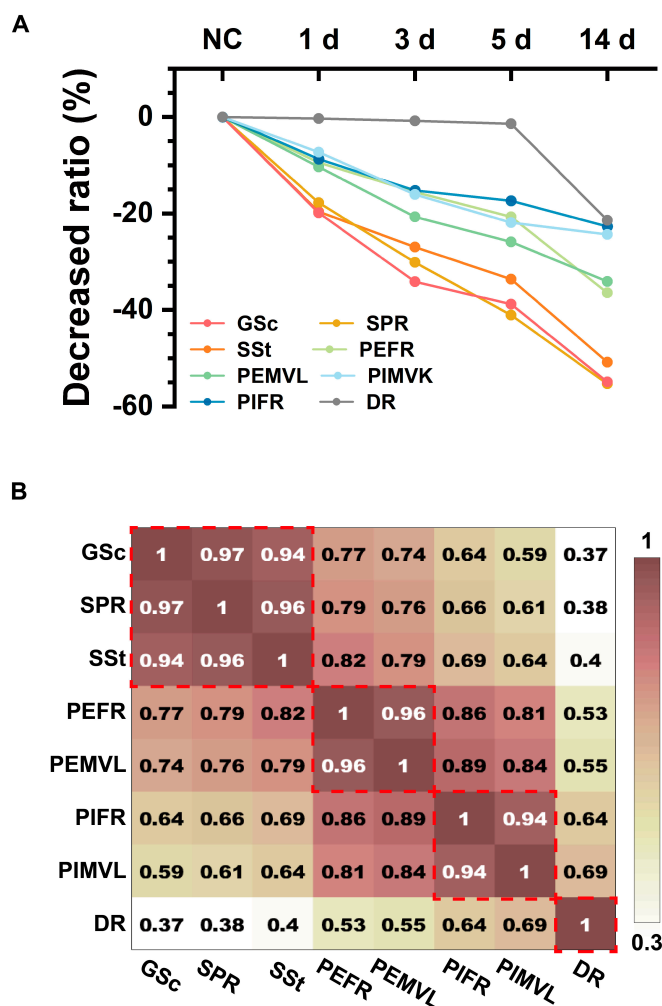 A
NC 1 d 3 d 5 d 14 d
Decreased ratio (%)
0
-20
-40
-60
GSc SPR
SSt PEFR
PEMVL PIMVK
PIFR DR
B
GSc 1 0.97 0.94 0.77 0.74 0.64 0.59 0.37
SPR 0.97 1 0.96 0.79 0.76 0.66 0.61 0.38
SSt 0.94 0.96 1 0.82 0.79 0.69 0.64 0.4
PEFR 0.77 0.79 0.82 1 0.96 0.86 0.81 0.53
PEMVL 0.74 0.76 0.79 0.96 1 0.89 0.84 0.55
PIFR 0.64 0.66 0.69 0.86 0.89 1 0.94 0.64
PIMVL 0.59 0.61 0.64 0.81 0.84 0.94 1 0.69
DR 0.37 0.38 0.4 0.53 0.55 0.64 0.69 1
GSc SPR SSt PEFR PEMVL PIFR PIMVL DR
1
0.3